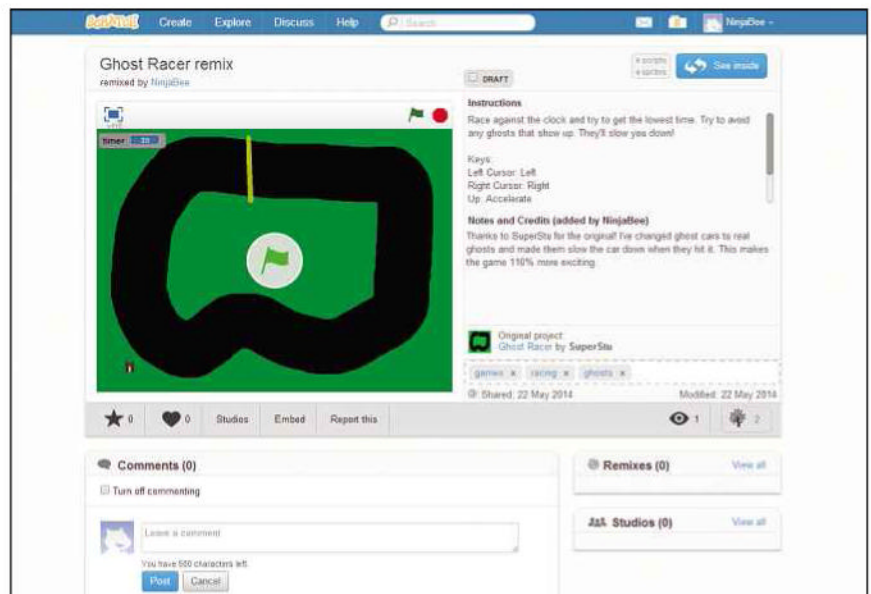 SCRATCH Create Explore Discuss Help Search NinjaBee
Ghost Racer remix
remixed by NinjaBee
DRAFT
See inside
timer
Instructions
Race against the clock and try to get the lowest time. Try to avoid
any ghosts that show up. They'll slow you down!
Keys:
Left Cursor: Left
Right Cursor: Right
Up: Accelerate
Notes and Credits (added by NinjaBee)
Thanks to SuperStu for the original! I've changed ghost cars to real
ghosts and made them slow the car down when they hit it. This makes
the game 110% more exciting.
Original project:
Ghost Racer by SuperStu
games x racing x ghosts x
Shared: 22 May 2014 Modified: 22 May 2014
0 0 Studios Embed Report this 1 2
Comments (0)
Turn off commenting
Leave a comment
You have 500 characters left.
Post Cancel
Remixes (0) View all
Studios (0) View all